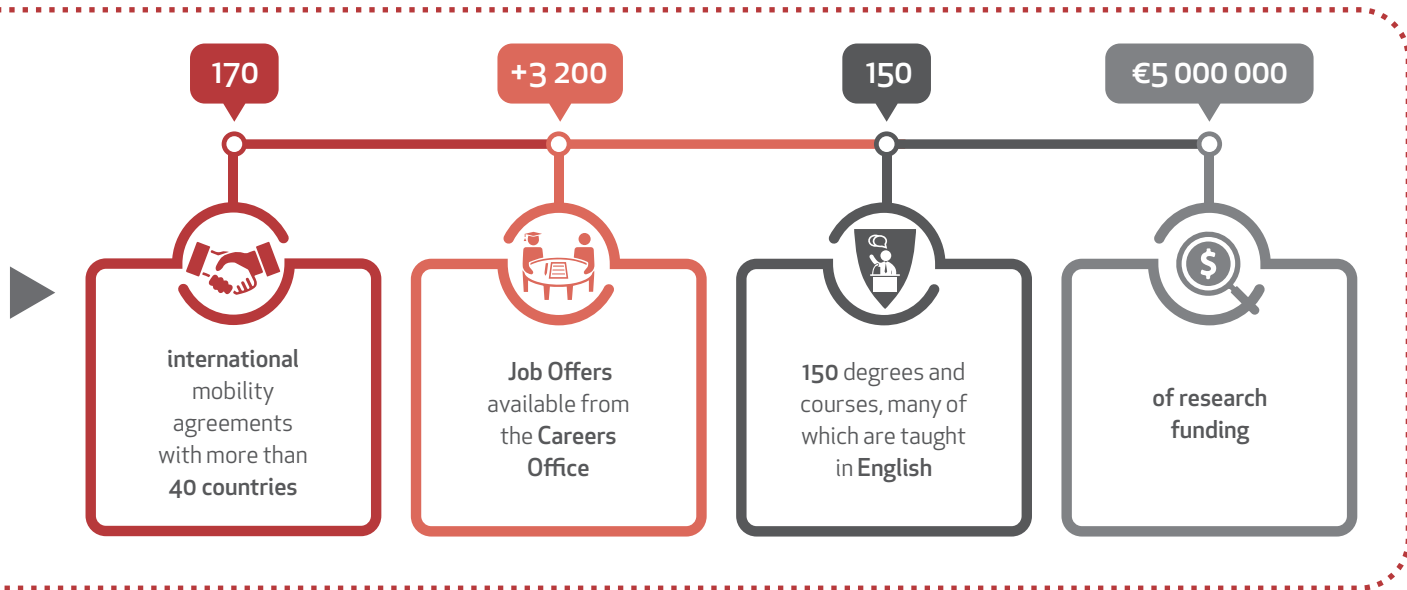 170
international
mobility
agreements
with more than
40 countries
+3 200
Job Offers
available from
the Careers
Office
150
150 degrees and
courses, many of
which are taught
in English
€5 000 000
of research
funding
$